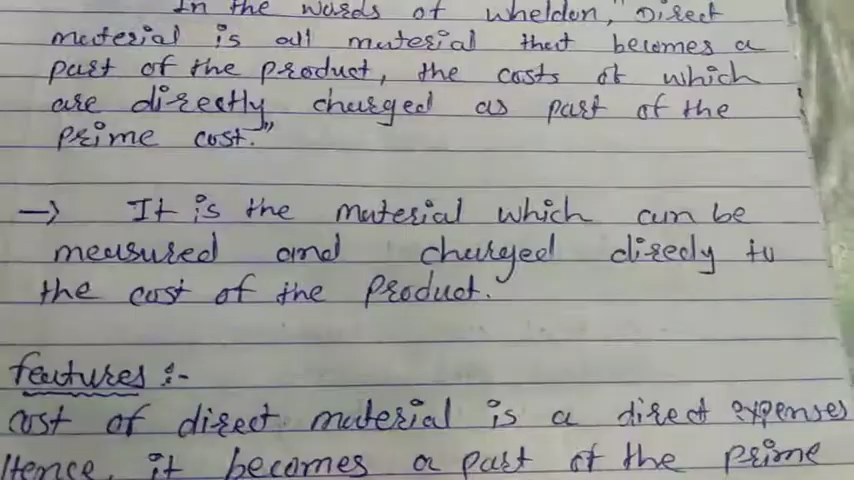 In the words of wheldon, "Direct
material is all material that becomes a
part of the product, the costs of which
are directly charged as part of the
prime cost."
→ It is the material which can be
measured and charged direcly to
the cost of the product.
features :-
cost of direct material is a direct expenses
Hence, it becomes a part of the prime